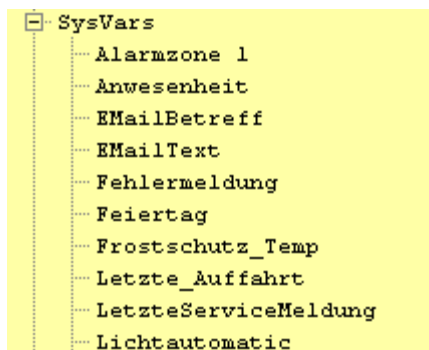 SysVars
Alarmzone 1
Anwesenheit
EMailBetreff
EMailText
Fehlermeldung
Feiertag
Frostschutz_Temp
Letzte_Auffahrt
LetzteServiceMeldung
Lichtautomatic